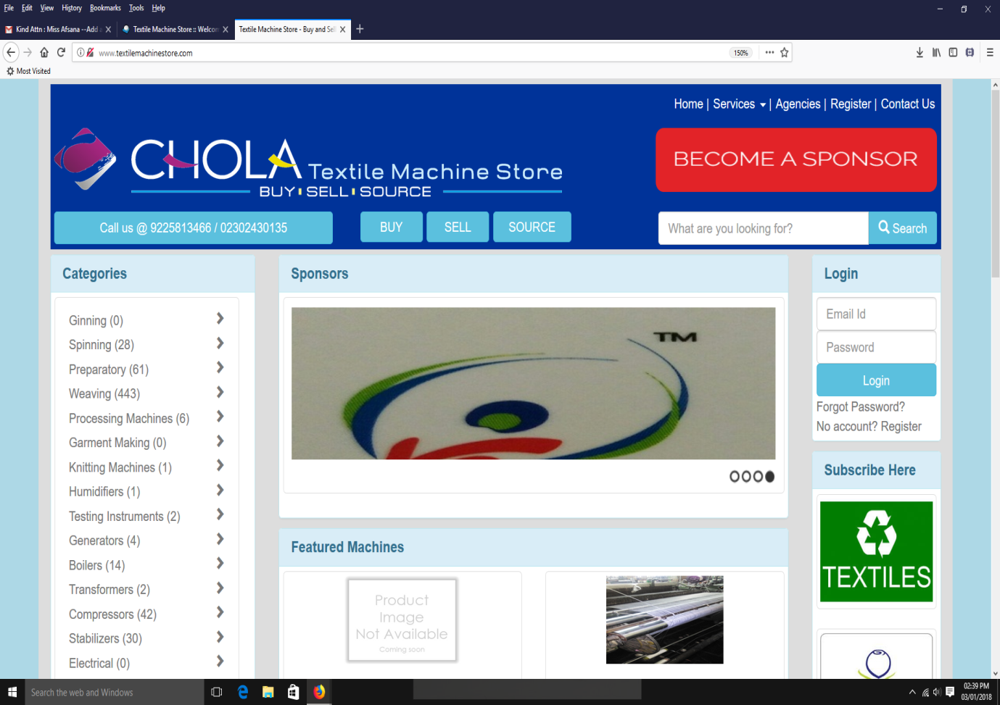 File Edit View History Bookmarks Tools Help
Kind Attn : Miss Afsana --Add
Textile Machine Store :: Welcom
Textile Machine Store - Buy and Sell
www.textilemachinestore.com
150%
Most Visited
Home | Services | Agencies | Register | Contact Us
CHOLA Textile Machine Store
BUY SELL SOURCE
BECOME A SPONSOR
Call us @ 9225813466 / 02302430135
BUY
SELL
SOURCE
What are you looking for?
Search
Categories
Ginning (0)
Spinning (28)
Preparatory (61)
Weaving (443)
Processing Machines (6)
Garment Making (0)
Knitting Machines (1)
Humidifiers (1)
Testing Instruments (2)
Generators (4)
Boilers (14)
Transformers (2)
Compressors (42)
Stabilizers (30)
Electrical (0)
Sponsors
TM
Featured Machines
Product
Image
Not Available
Coming soon
Login
Email Id
Password
Login
Forgot Password?
No account? Register
Subscribe Here
TEXTILES
Search the web and Windows
02:39 PM
03/01/2018